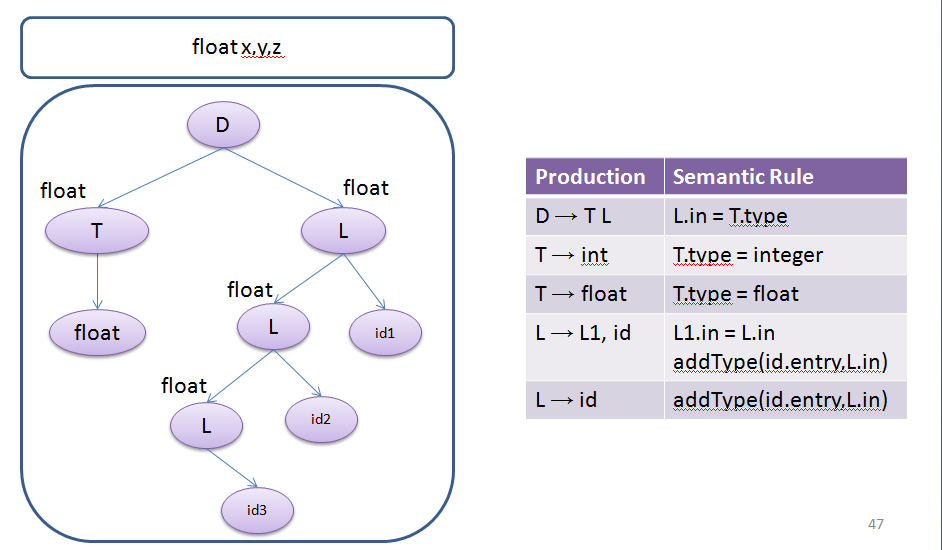 float x,y,z
D
float
float
T
L
float
float
L
id1
float
L
id2
id3
Production Semantic Rule
D → T L L.in = T.type
T → int T.type = integer
T → float T.type = float
L → L1, id L1.in = L.in
addType(id.entry,L.in)
L → id addType(id.entry,L.in)
47